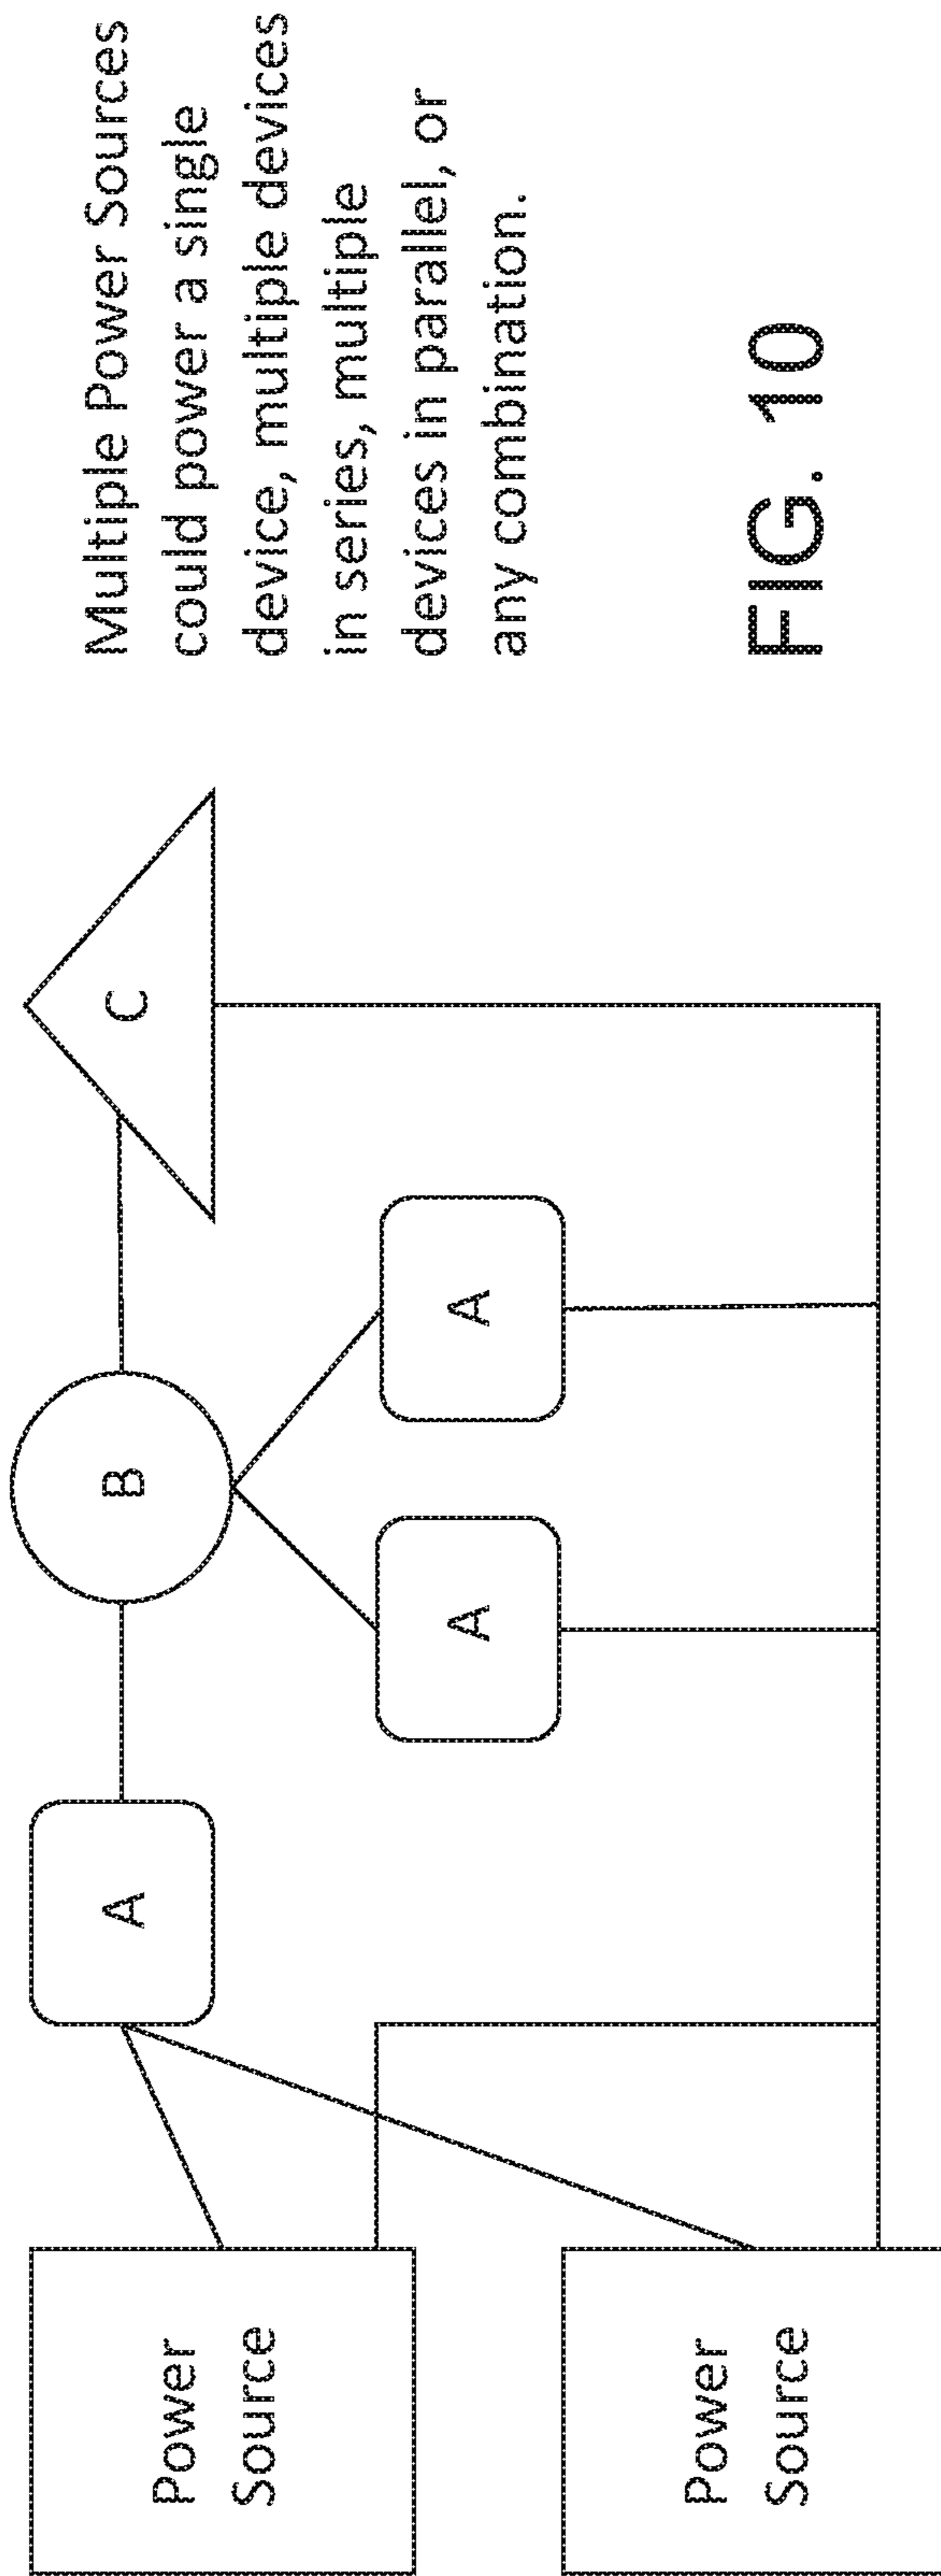 Power
Source
Power
Source
A
B
A
A
C
Multiple Power Sources
could power a single
device, multiple devices
in series, multiple
devices in parallel, or
any combination.
FIG. 10